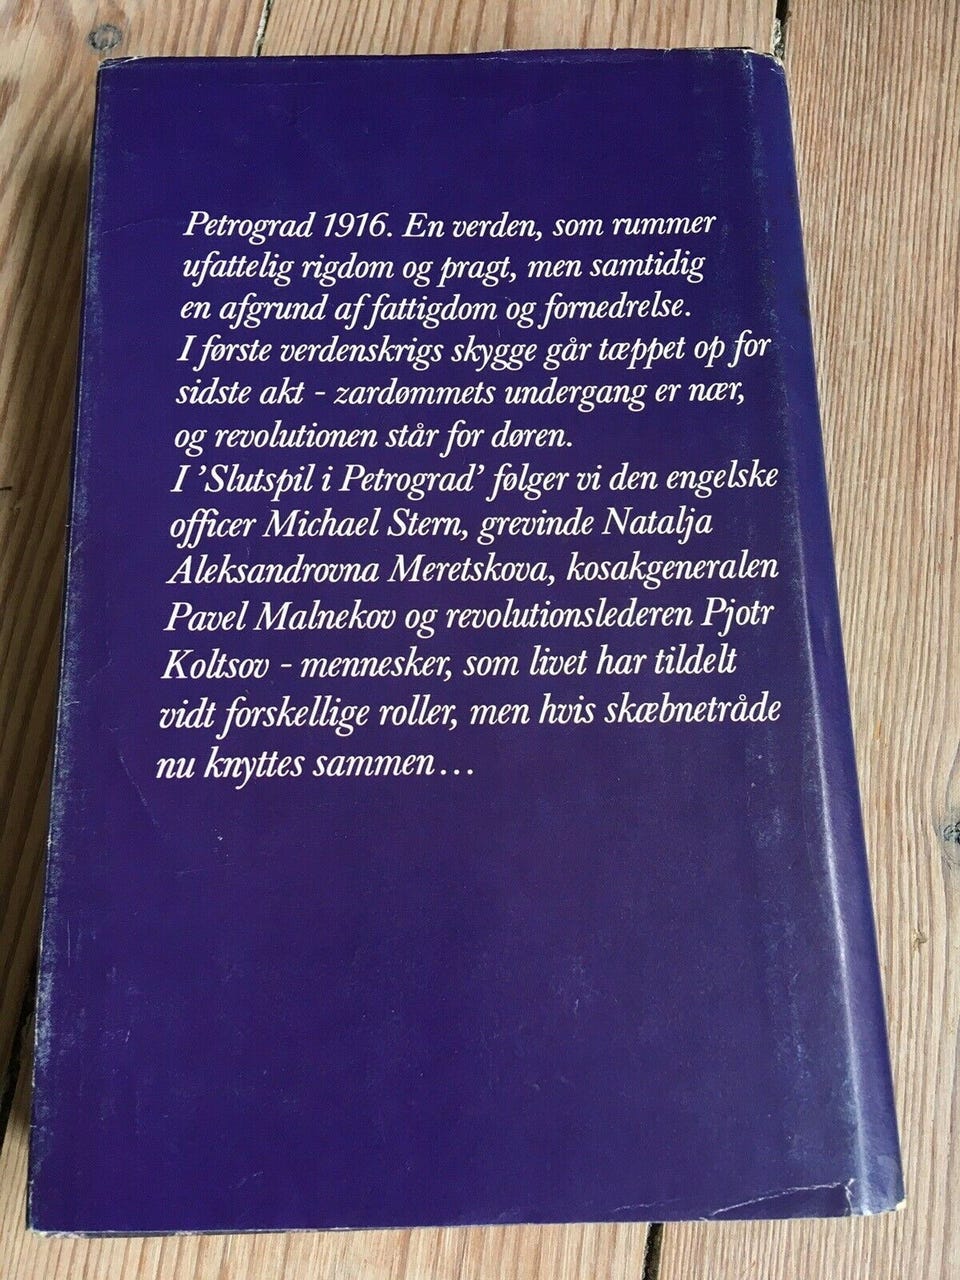 Petrograd 1916. En verden, som rummer
ufattelig rigdom og pragt, men samtidig
en afgrund af fattigdom og fornedrelse.
I første verdenskrigs skygge går tæppet op for
sidste akt - zardømmets undergang er nær,
og revolutionen står for døren.
I ’Slutspil i Petrograd’ følger vi den engelske
officer Michael Stern, grevinde Natalja
Aleksandrovna Meretskova, kosakgeneralen
Pavel Malnekov og revolutionslederen Pjotr
Koltsov - mennesker, som livet har tildelt
vidt forskellige roller, men hvis skæbnetråde
nu knyttes sammen...